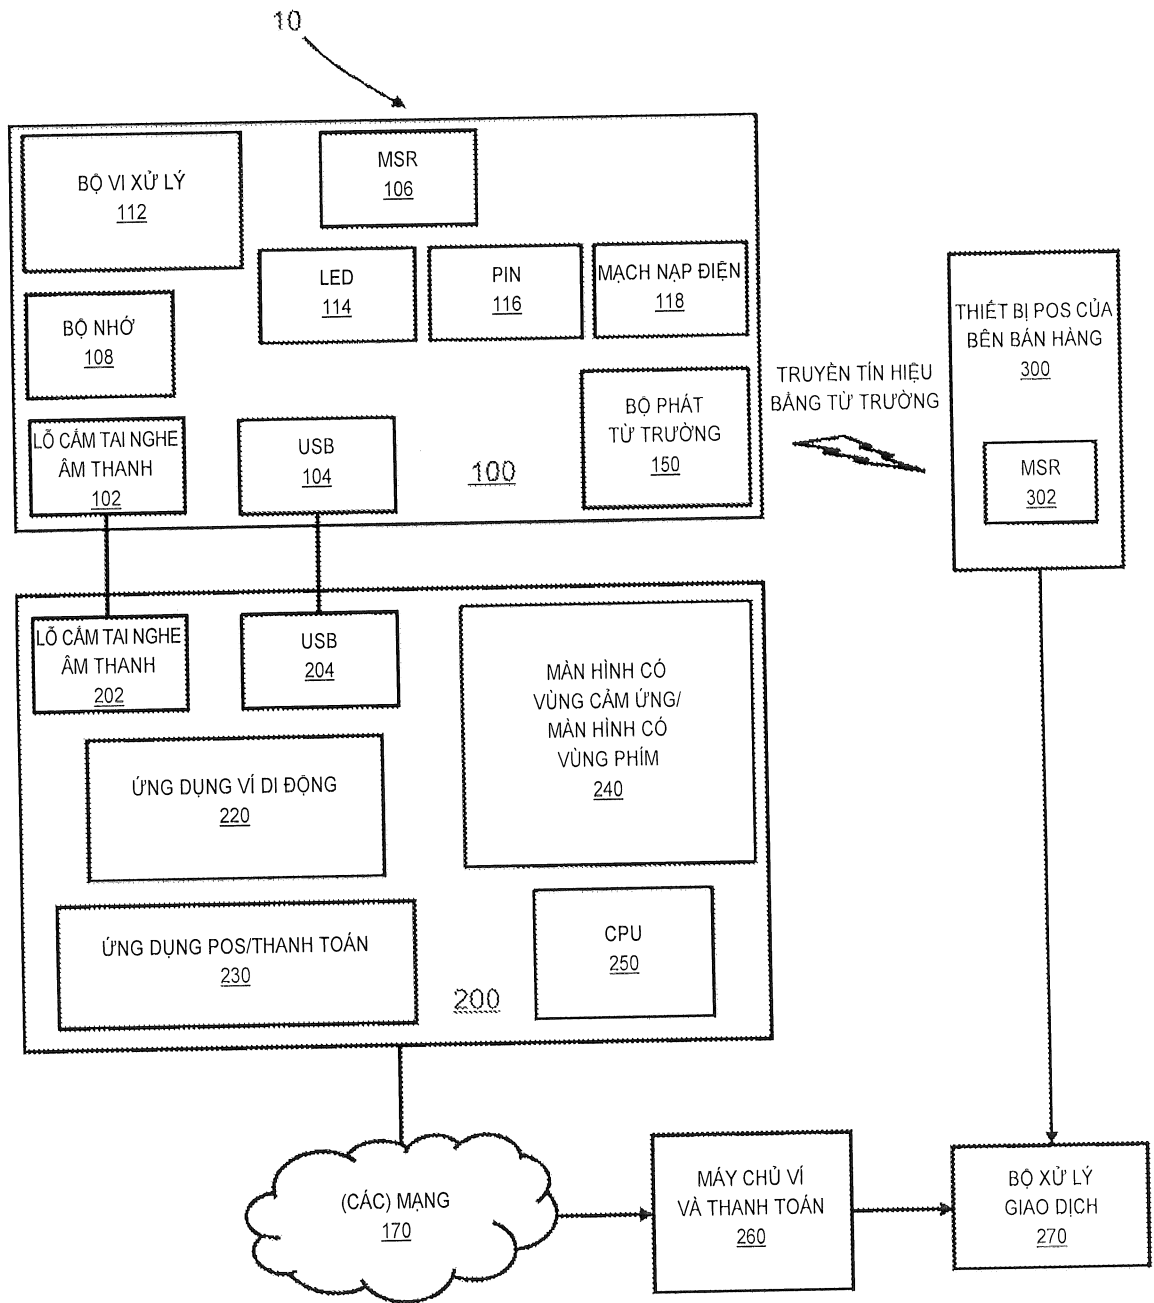 10
BỘ VI XỬ LÝ
112
MSR
106
LED
114
PIN
116
MẠCH NẠP ĐIỆN
118
BỘ NHỚ
108
LỖ CẮM TAI NGHE
ÂM THANH
102
USB
104
100
BỘ PHÁT
TỪ TRƯỜNG
150
TRUYỀN TÍN HIỆU
BẰNG TỪ TRƯỜNG
THIẾT BỊ POS CỦA
BÊN BÁN HÀNG
300
MSR
302
LỖ CẮM TAI NGHE
ÂM THANH
202
USB
204
MÀN HÌNH CÓ
VÙNG CẢM ỨNG/
MÀN HÌNH CÓ
VÙNG PHÍM
240
ỨNG DỤNG VÍ DI ĐỘNG
220
ỨNG DỤNG POS/THANH TOÁN
230
200
CPU
250
(CÁC) MẠNG
170
MÁY CHỦ VÍ
VÀ THANH TOÁN
260
BỘ XỬ LÝ
GIAO DỊCH
270